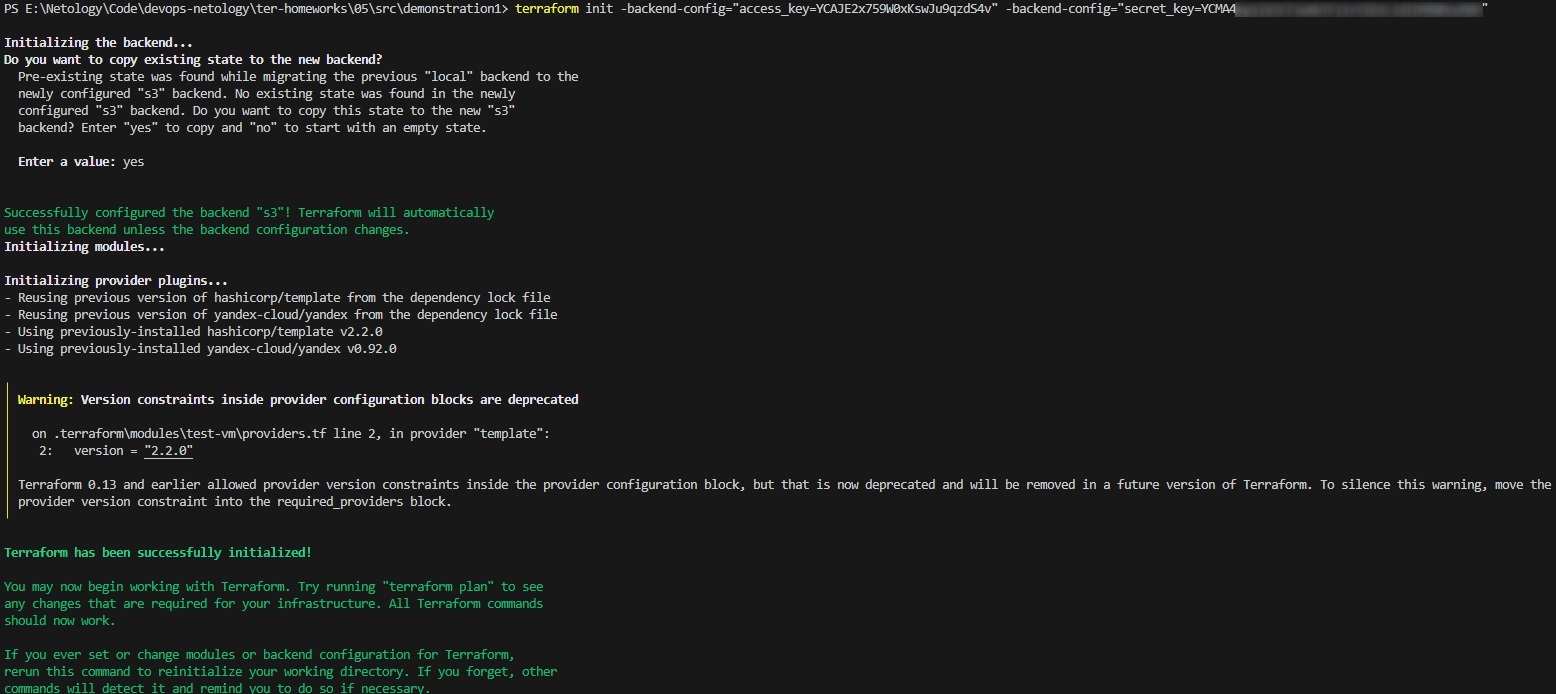 PS E:\Netology\Code\devops-netology\ter-homeworks\05\src\demonstration1> terraform init -backend-config="access_key=YCAJE2x759W0xKswJu9qzdS4v" -backend-config="secret_key=YCMA4"
Initializing the backend...
Do you want to copy existing state to the new backend?
Pre-existing state was found while migrating the previous "local" backend to the
newly configured "s3" backend. No existing state was found in the newly
configured "s3" backend. Do you want to copy this state to the new "s3"
backend? Enter "yes" to copy and "no" to start with an empty state.
Enter a value: yes
Successfully configured the backend "s3"! Terraform will automatically
use this backend unless the backend configuration changes.
Initializing modules...
Initializing provider plugins...
- Reusing previous version of hashicorp/template from the dependency lock file
- Reusing previous version of yandex-cloud/yandex from the dependency lock file
- Using previously-installed hashicorp/template v2.2.0
- Using previously-installed yandex-cloud/yandex v0.92.0
Warning: Version constraints inside provider configuration blocks are deprecated
on .terraform\modules\test-vm\providers.tf line 2, in provider "template":
2: version = "2.2.0"
Terraform 0.13 and earlier allowed provider version constraints inside the provider configuration block, but that is now deprecated and will be removed in a future version of Terraform. To silence this warning, move the
provider version constraint into the required_providers block.
Terraform has been successfully initialized!
You may now begin working with Terraform. Try running "terraform plan" to see
any changes that are required for your infrastructure. All Terraform commands
should now work.
If you ever set or change modules or backend configuration for Terraform,
rerun this command to reinitialize your working directory. If you forget, other
commands will detect it and remind you to do so if necessary.